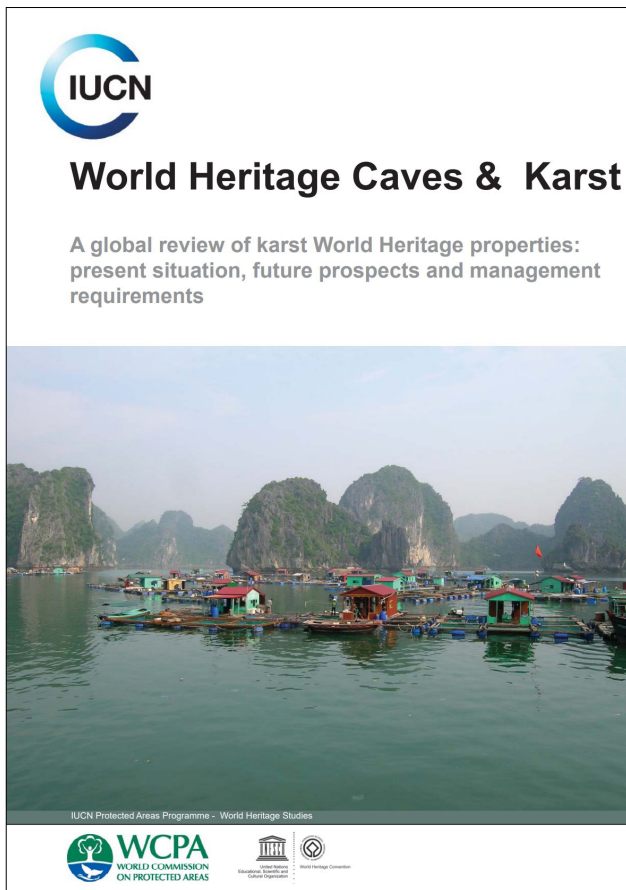 IUCN
World Heritage Caves & Karst
A global review of karst World Heritage properties:
present situation, future prospects and management
requirements
IUCN Protected Areas Programme - World Heritage Studies
WCPA
WORLD COMMISSION
ON PROTECTED AREAS
United Nations
Educational, Scientific and
Cultural Organization
World Heritage Convention